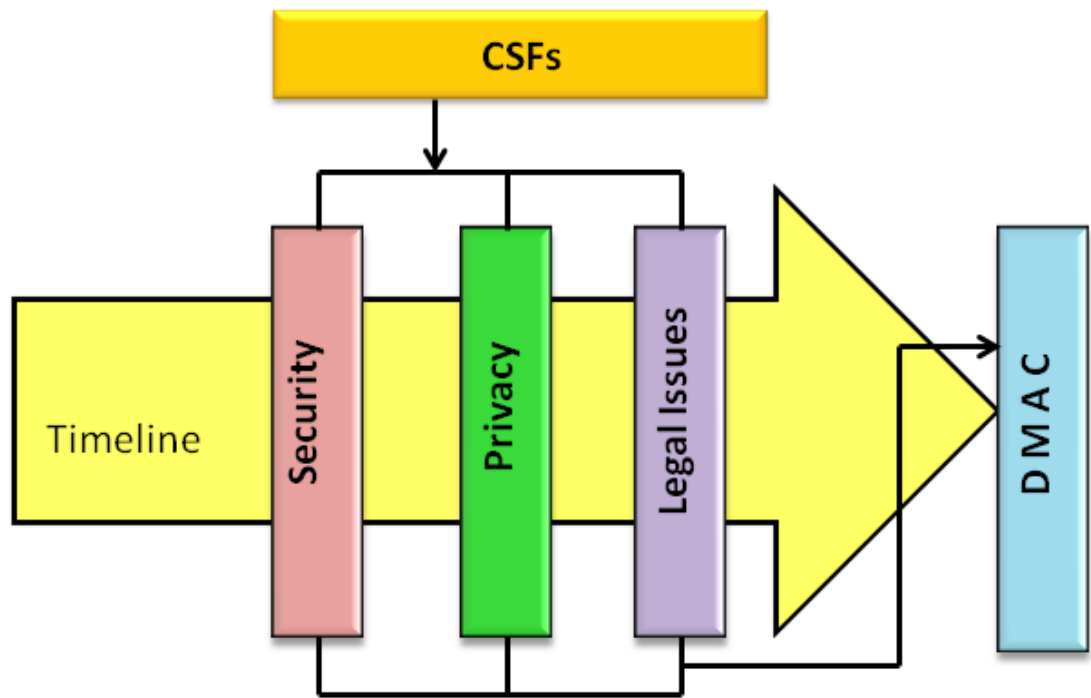 CSFs
Timeline
Security
Privacy
Legal Issues
D M A C